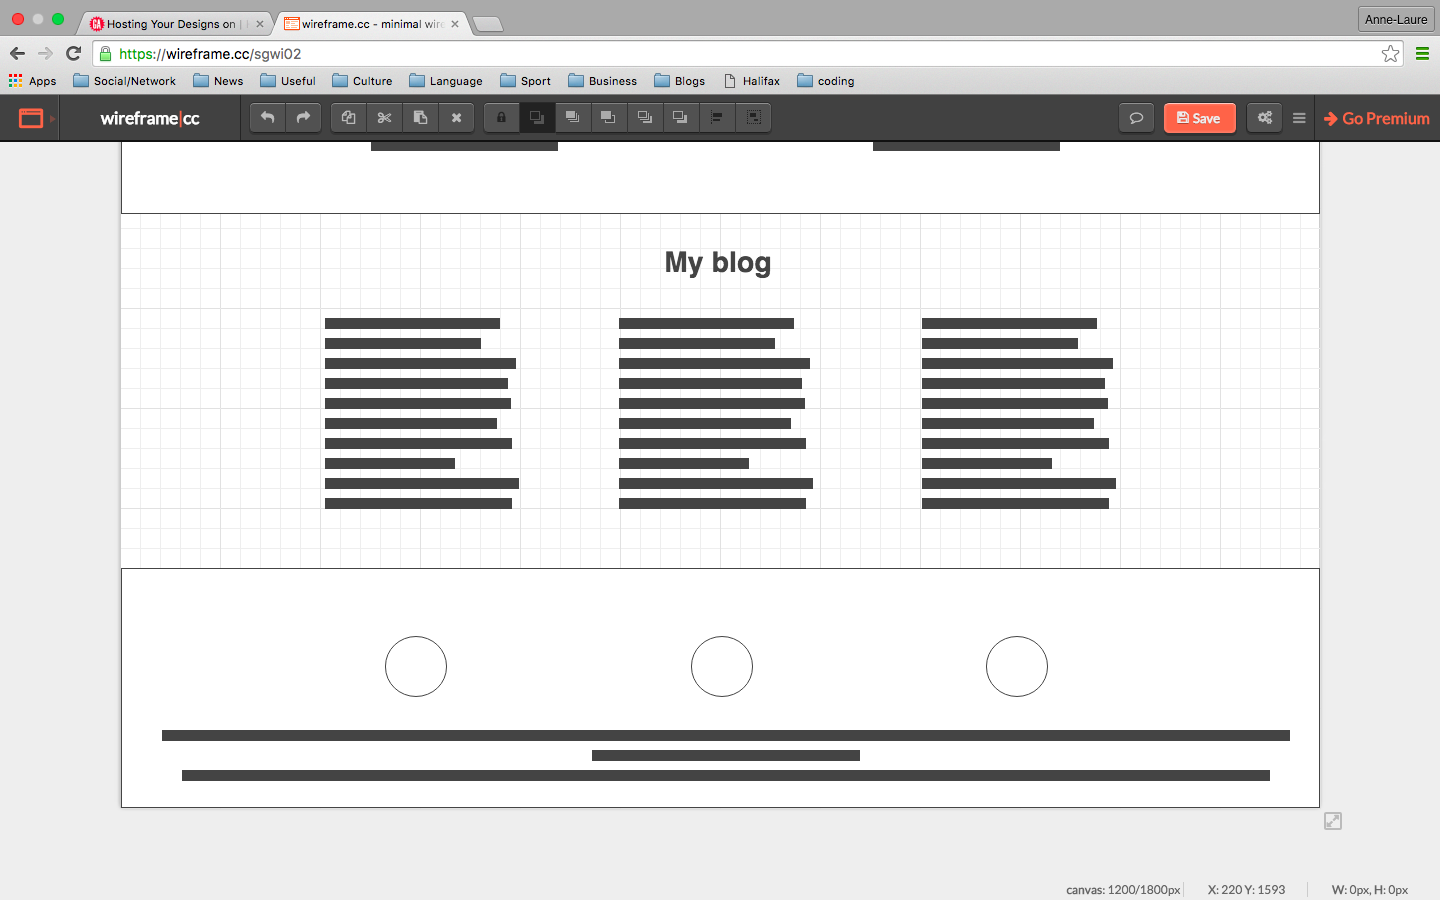 Hosting Your Designs on |
wireframe.cc - minimal wire
Anne-Laure
https://wireframe.cc/sgwi02
Apps Social/Network News Useful Culture Language Sport Business Blogs Halifax coding
wireframe|cc Save Go Premium
My blog
canvas: 1200/1800px X: 220 Y: 1593 W: 0px, H: 0px